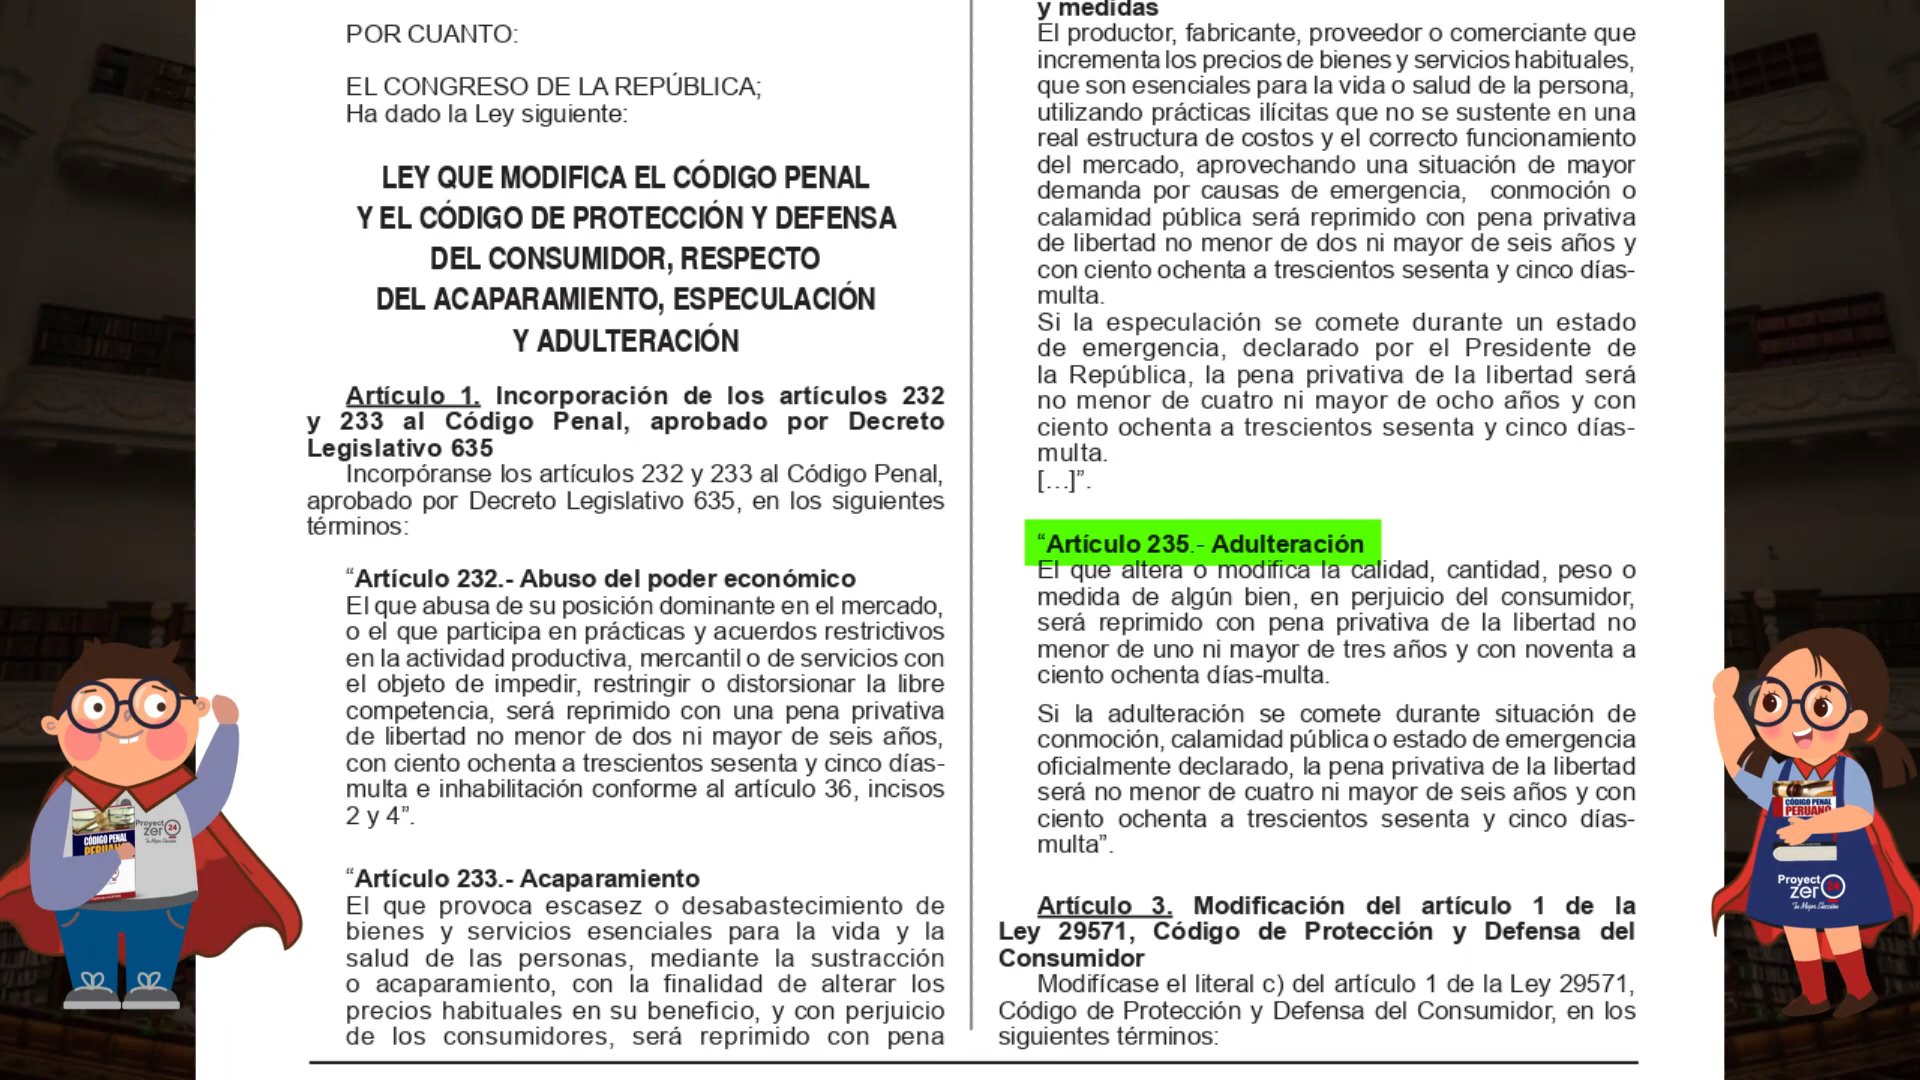 POR CUANTO:
EL CONGRESO DE LA REPÚBLICA;
Ha dado la Ley siguiente:
LEY QUE MODIFICA EL CÓDIGO PENAL
Y EL CÓDIGO DE PROTECCIÓN Y DEFENSA
DEL CONSUMIDOR, RESPECTO
DEL ACAPARAMIENTO, ESPECULACIÓN
Y ADULTERACIÓN
Artículo 1. Incorporación de los artículos 232
y 233 al Código Penal, aprobado por Decreto
Legislativo 635
Incorpóranse los artículos 232 y 233 al Código Penal,
aprobado por Decreto Legislativo 635, en los siguientes
términos:
“Artículo 232.- Abuso del poder económico
El que abusa de su posición dominante en el mercado,
o el que participa en prácticas y acuerdos restrictivos
en la actividad productiva, mercantil o de servicios con
el objeto de impedir, restringir o distorsionar la libre
competencia, será reprimido con una pena privativa
de libertad no menor de dos ni mayor de seis años,
con ciento ochenta a trescientos sesenta y cinco días-
multa e inhabilitación conforme al artículo 36, incisos
2 y 4”.
“Artículo 233.- Acaparamiento
El que provoca escasez o desabastecimiento de
bienes y servicios esenciales para la vida y la
salud de las personas, mediante la sustracción
o acaparamiento, con la finalidad de alterar los
precios habituales en su beneficio, y con perjuicio
de los consumidores, será reprimido con pena
y medidas
El productor, fabricante, proveedor o comerciante que
incrementa los precios de bienes y servicios habituales,
que son esenciales para la vida o salud de la persona,
utilizando prácticas ilícitas que no se sustente en una
real estructura de costos y el correcto funcionamiento
del mercado, aprovechando una situación de mayor
demanda por causas de emergencia, conmoción o
calamidad pública será reprimido con pena privativa
de libertad no menor de dos ni mayor de seis años y
con ciento ochenta a trescientos sesenta y cinco días-
multa.
Si la especulación se comete durante un estado
de emergencia, declarado por el Presidente de
la República, la pena privativa de la libertad será
no menor de cuatro ni mayor de ocho años y con
ciento ochenta a trescientos sesenta y cinco días-
multa.
[…]”.
“Artículo 235.- Adulteración
El que altera o modifica la calidad, cantidad, peso o
medida de algún bien, en perjuicio del consumidor,
será reprimido con pena privativa de la libertad no
menor de uno ni mayor de tres años y con noventa a
ciento ochenta días-multa.
Si la adulteración se comete durante situación de
conmoción, calamidad pública o estado de emergencia
oficialmente declarado, la pena privativa de la libertad
será no menor de cuatro ni mayor de seis años y con
ciento ochenta a trescientos sesenta y cinco días-
multa”.
Artículo 3. Modificación del artículo 1 de la
Ley 29571, Código de Protección y Defensa del
Consumidor
Modifícase el literal c) del artículo 1 de la Ley 29571,
Código de Protección y Defensa del Consumidor, en los
siguientes términos:
Proyect
zer 24
Tu Mejor Elección
CÓDIGO PENAL
PERUANO
CÓDIGO PENAL
PERUANO
Proyect
zer 24
Tu Mejor Elección